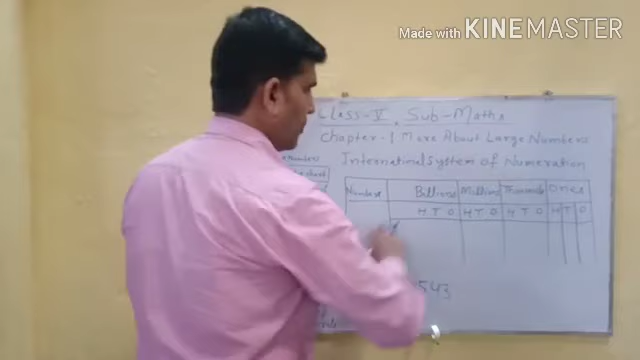 Made with KINEMASTER
Class-V Sub-Maths
Chapter-1 More About Large Numbers
International System of Numeration
Numbers
Number Billions Millions Thousands Ones
H T O H T O H T O H T O
543